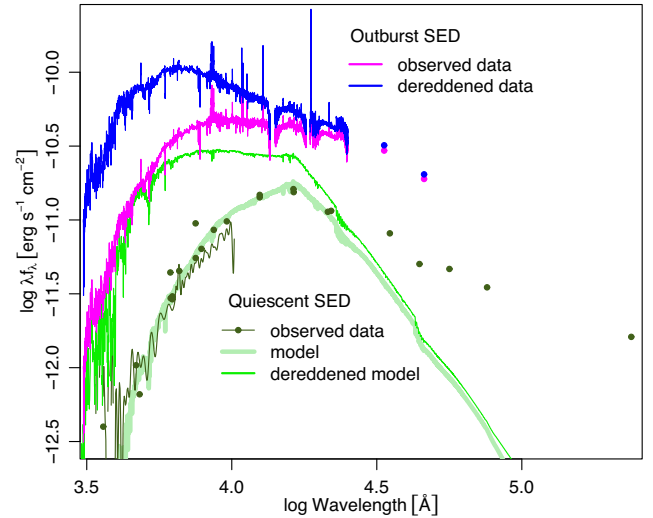 Outburst SED
observed data
dereddened data
Quiescent SED
observed data
model
dereddened model
log λfλ [erg s⁻¹ cm⁻²]
−10.0
−10.5
−11.0
−11.5
−12.0
−12.5
3.5 4.0 4.5 5.0
log Wavelength [Å]